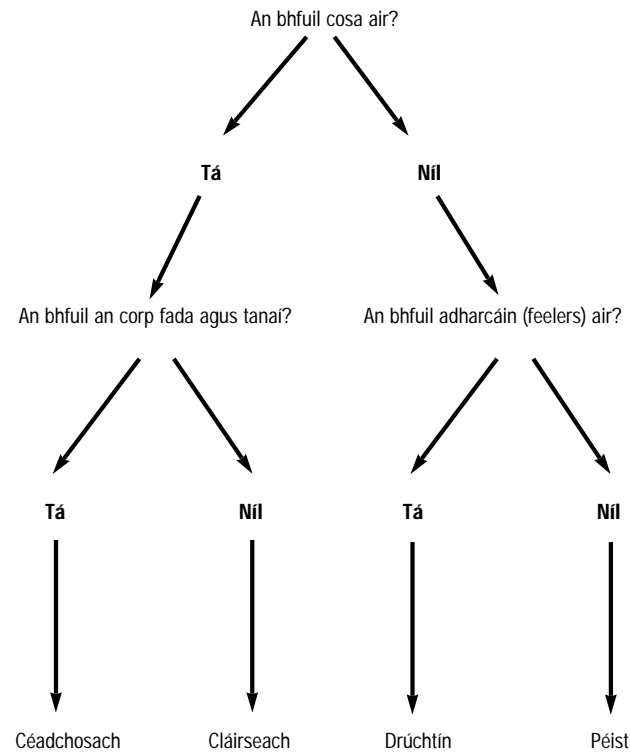 An bhfuil cosa air?
Tá
Níl
An bhfuil an corp fada agus tanaí?
An bhfuil adharcáin (feelers) air?
Tá
Níl
Tá
Níl
Céadchosach
Cláirseach
Drúchtín
Péist